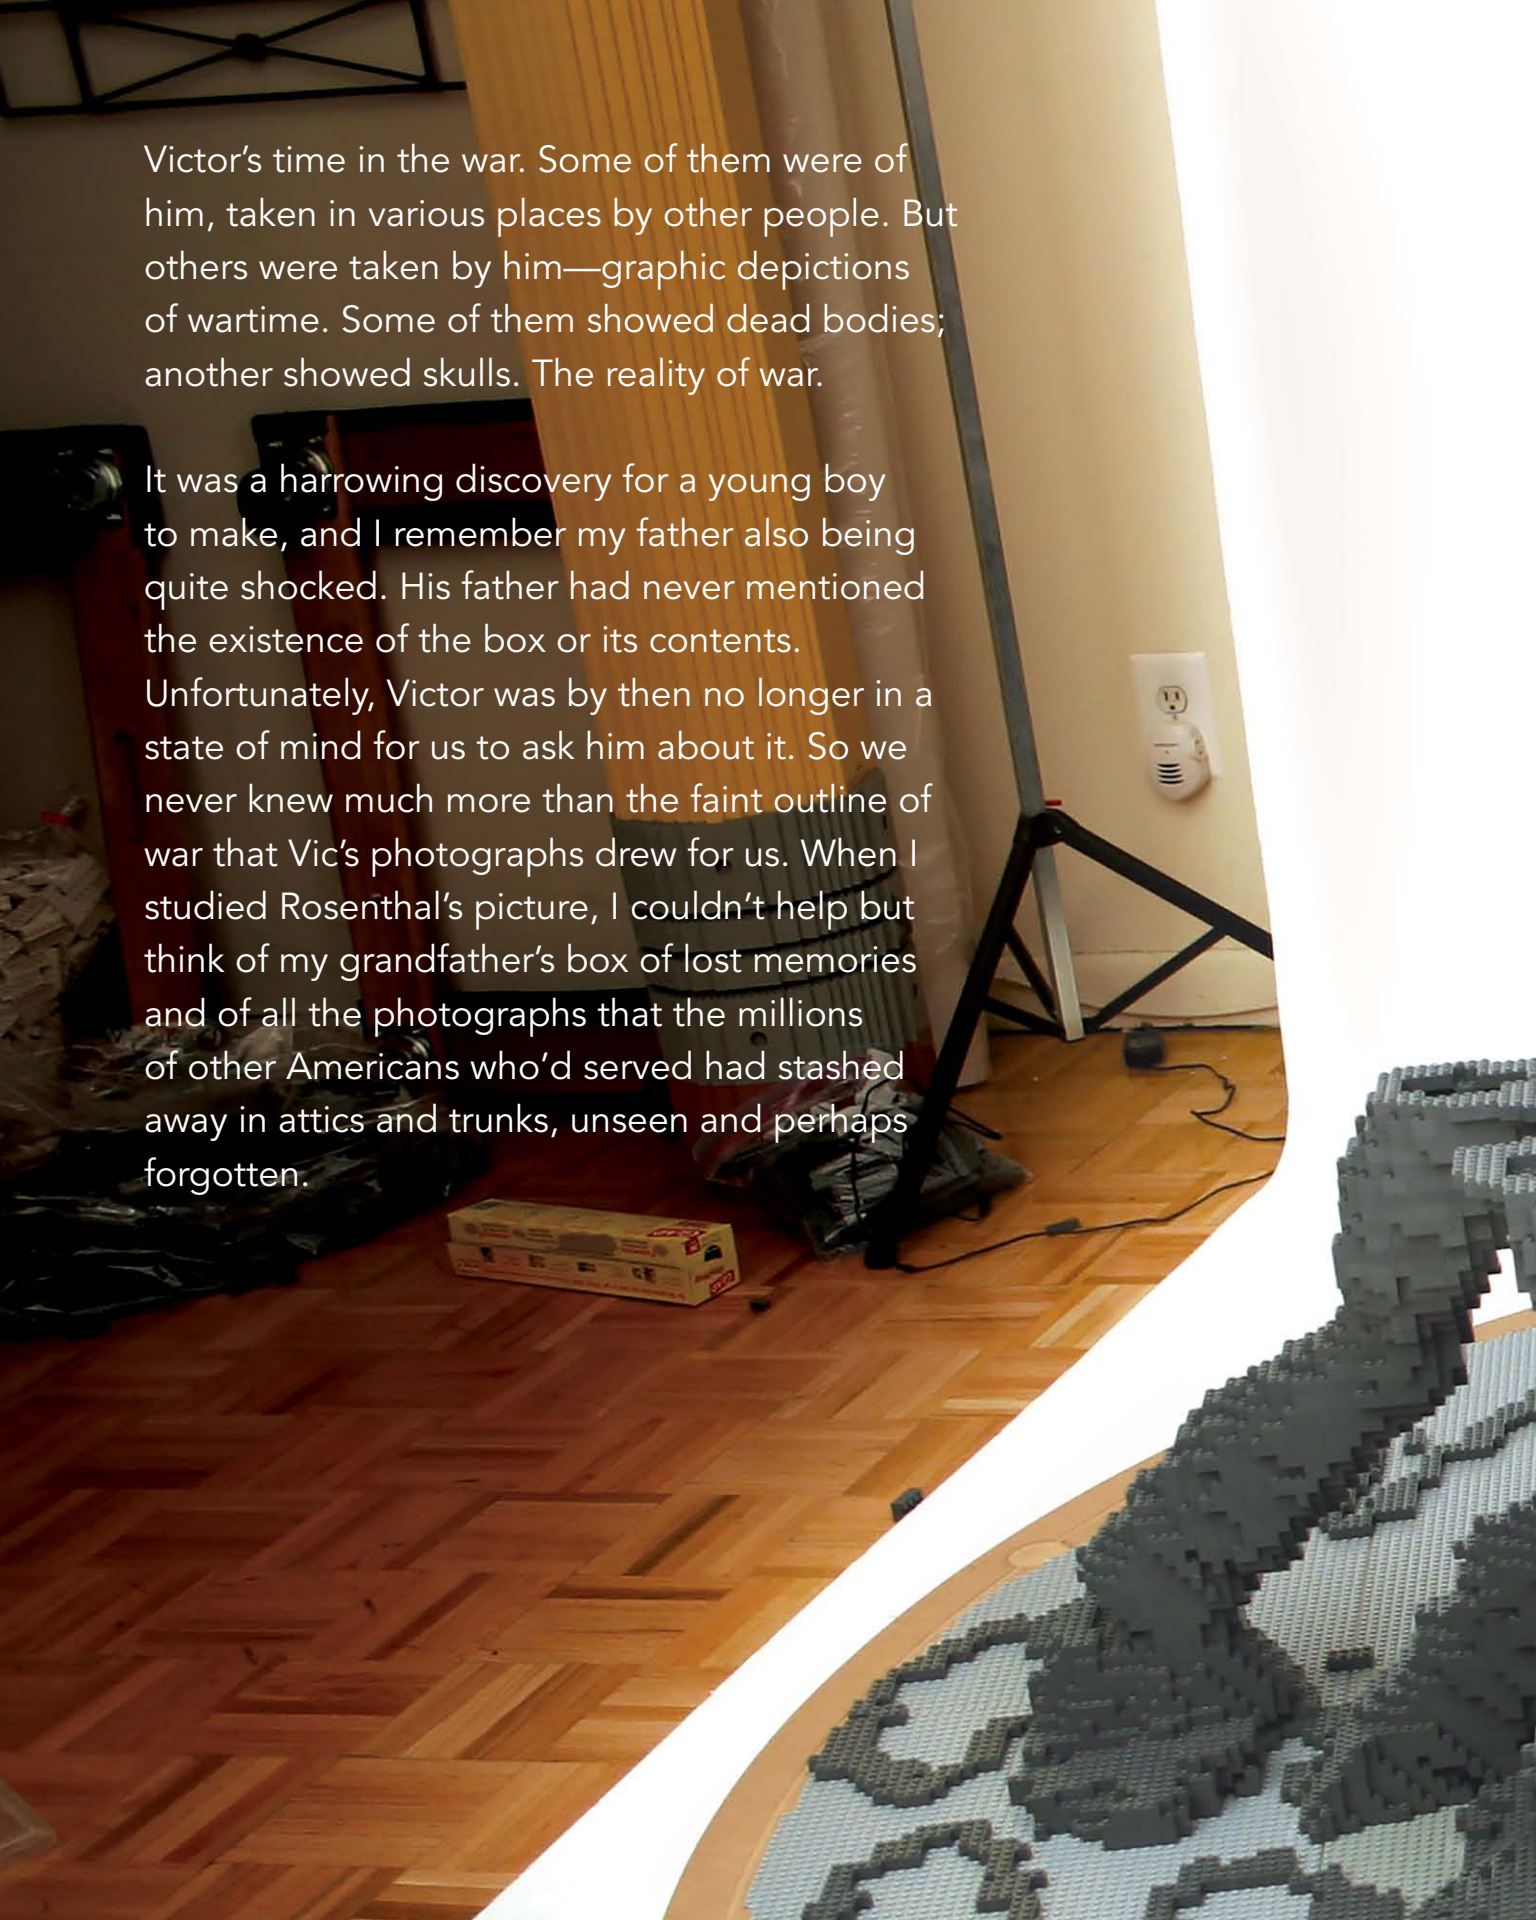 Victor’s time in the war. Some of them were of
him, taken in various places by other people. But
others were taken by him—graphic depictions
of wartime. Some of them showed dead bodies;
another showed skulls. The reality of war.
It was a harrowing discovery for a young boy
to make, and I remember my father also being
quite shocked. His father had never mentioned
the existence of the box or its contents.
Unfortunately, Victor was by then no longer in a
state of mind for us to ask him about it. So we
never knew much more than the faint outline of
war that Vic’s photographs drew for us. When I
studied Rosenthal’s picture, I couldn’t help but
think of my grandfather’s box of lost memories
and of all the photographs that the millions
of other Americans who’d served had stashed
away in attics and trunks, unseen and perhaps
forgotten.